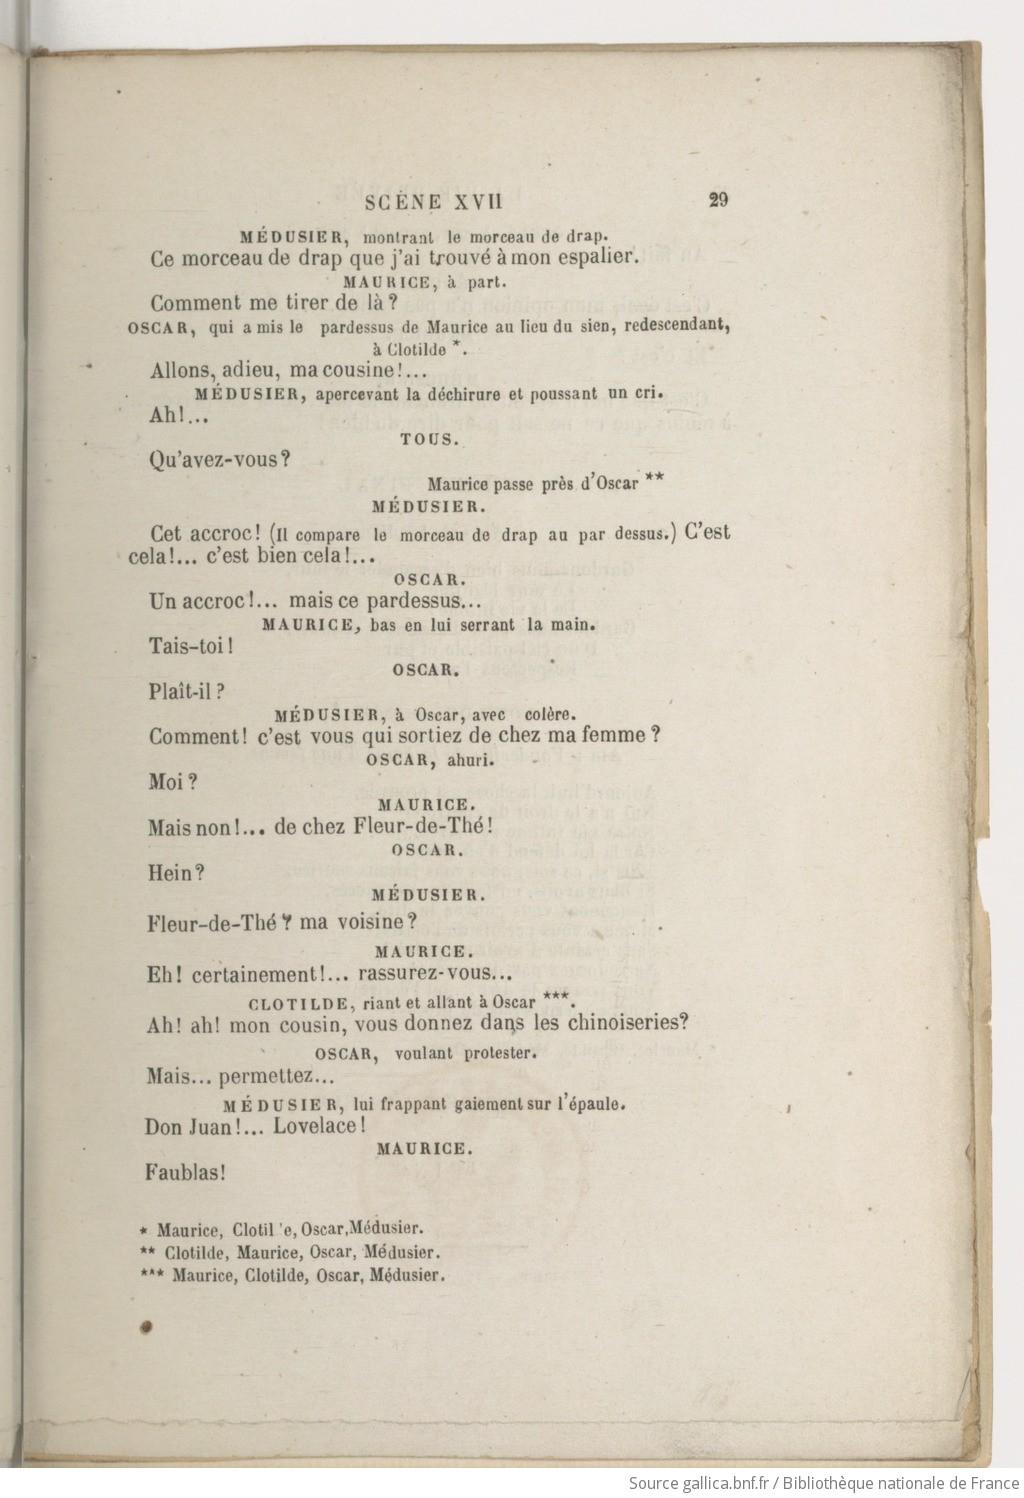 SCÈNE XVII 29
MÉDUSIER, montrant le morceau de drap.
Ce morceau de drap que j'ai trouvé à mon espalier.
MAURICE, à part.
Comment me tirer de là ?
OSCAR, qui a mis le pardessus de Maurice au lieu du sien, redescendant,
à Clotilde *.
Allons, adieu, ma cousine !...
MÉDUSIER, apercevant la déchirure et poussant un cri.
Ah!...
TOUS.
Qu'avez-vous ?
Maurice passe près d'Oscar **
MÉDUSIER.
Cet accroc! (Il compare le morceau de drap au par dessus.) C'est
cela!... c'est bien cela!...
OSCAR.
Un accroc !... mais ce pardessus...
MAURICE, bas en lui serrant la main.
Tais-toi !
OSCAR.
Plaît-il ?
MÉDUSIER, à Oscar, avec colère.
Comment! c'est vous qui sortiez de chez ma femme ?
OSCAR, ahuri.
Moi ?
MAURICE.
Mais non !... de chez Fleur-de-Thé !
OSCAR.
Hein ?
MÉDUSIER.
Fleur-de-Thé ? ma voisine ?
MAURICE.
Eh! certainement !... rassurez-vous...
CLOTILDE, riant et allant à Oscar ***.
Ah! ah! mon cousin, vous donnez dans les chinoiseries?
OSCAR, voulant protester.
Mais... permettez...
MÉDUSIER, lui frappant gaiement sur l'épaule.
Don Juan !... Lovelace !
MAURICE.
Faublas!
* Maurice, Clotil 'e, Oscar, Médusier.
** Clotilde, Maurice, Oscar, Médusier.
*** Maurice, Clotilde, Oscar, Médusier.
Source gallica.bnf.fr / Bibliothèque nationale de France